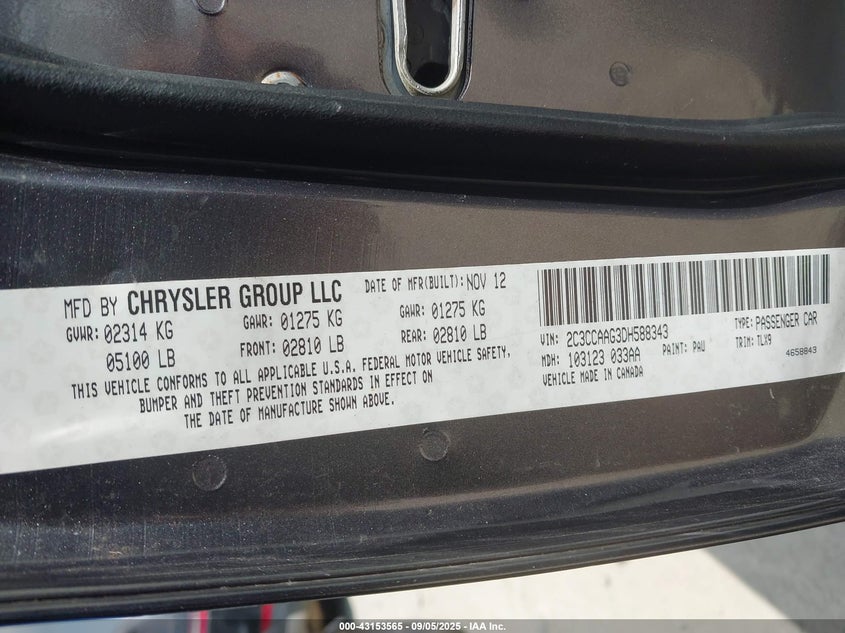 MFD BY CHRYSLER GROUP LLC
DATE OF MFR(BUILT): NOV 12
GVWR: 02314 KG
05100 LB
GAWR: 01275 KG
FRONT: 02810 LB
GAWR: 01275 KG
REAR: 02810 LB
THIS VEHICLE CONFORMS TO ALL APPLICABLE U.S.A. FEDERAL MOTOR VEHICLE SAFETY,
BUMPER AND THEFT PREVENTION STANDARDS IN EFFECT ON
THE DATE OF MANUFACTURE SHOWN ABOVE.
VIN: 2C3CCAAG3DH588343
TYPE: PASSENGER CAR
MDH: 103123 033AA
PAINT: PAU
TRIM: TLX9
VEHICLE MADE IN CANADA
4658843
000-43153565 - 09/05/2025 - IAA Inc.